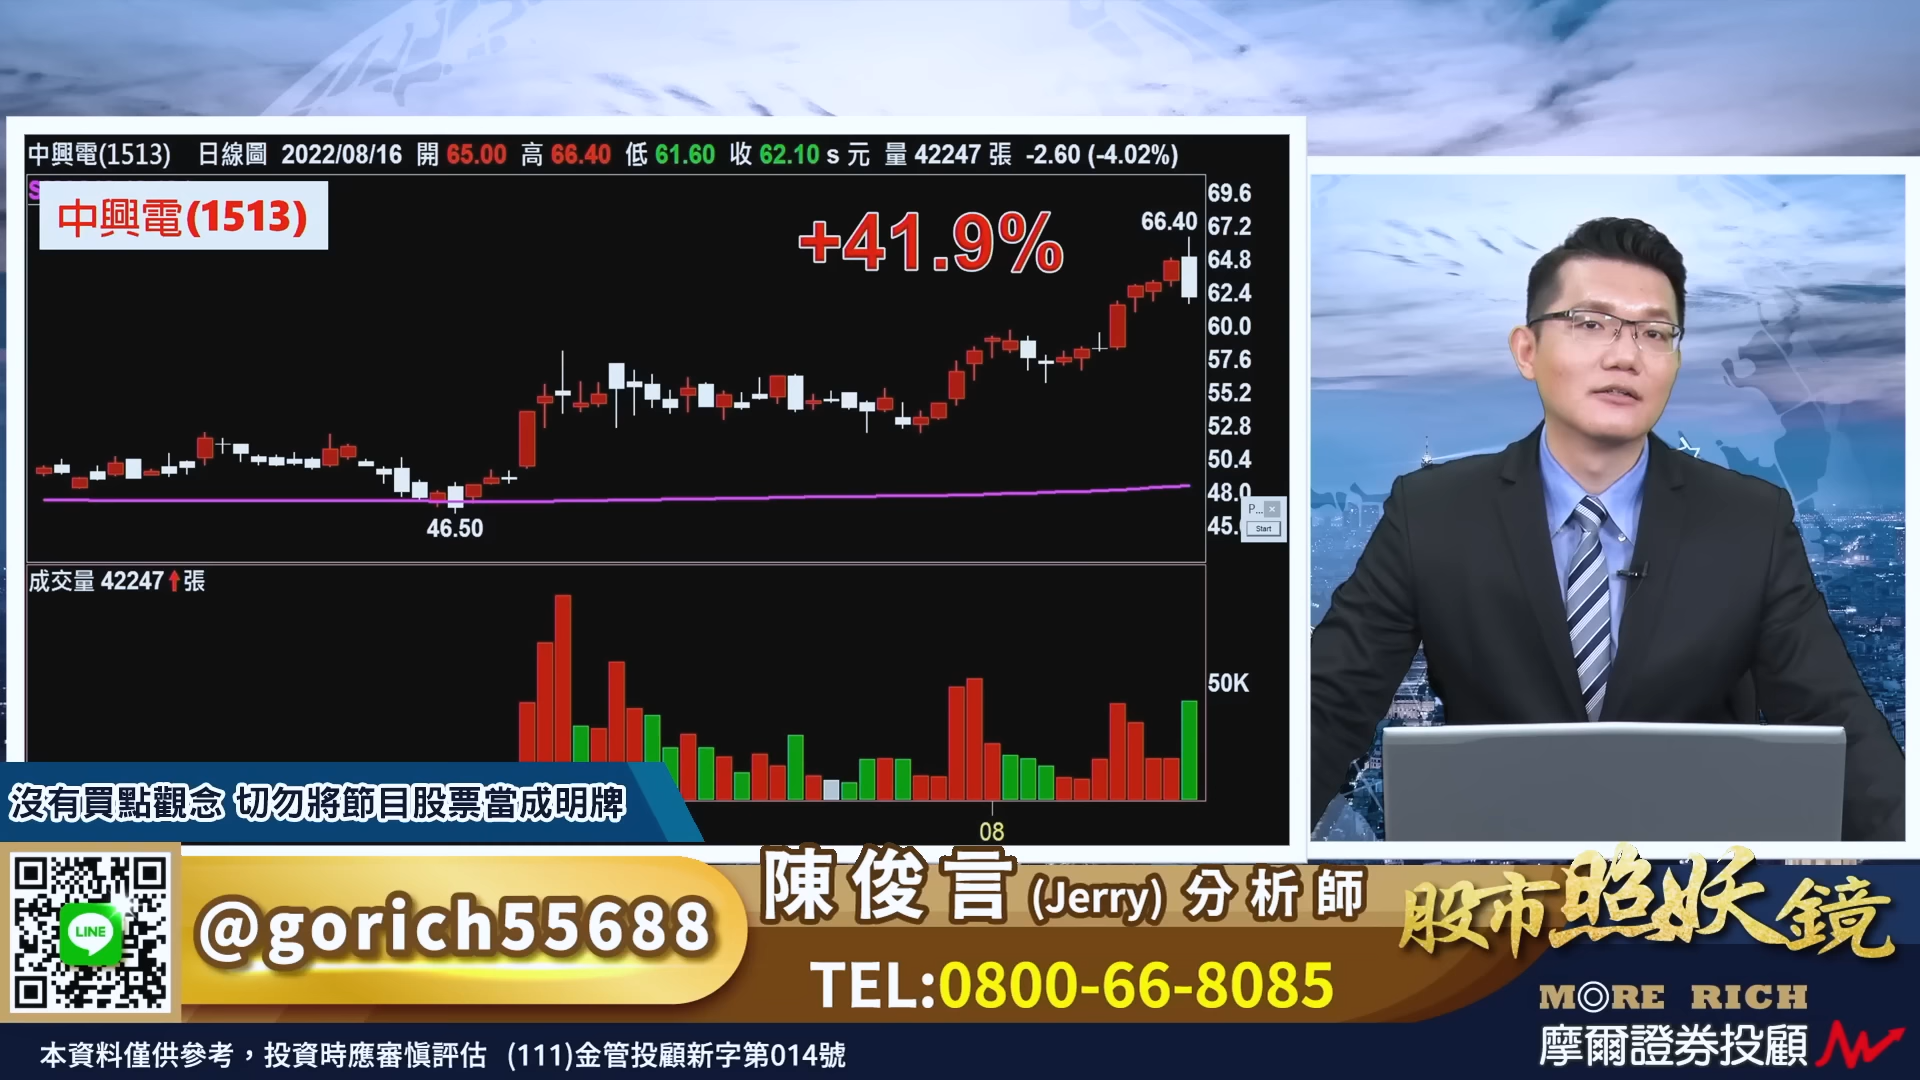 中興電(1513) 日線圖 2022/08/16 開 65.00 高 66.40 低 61.60 收 62.10 s 元 量 42247 張 -2.60 (-4.02%)
中興電(1513)
+41.9%
66.40
46.50
69.6
67.2
64.8
62.4
60.0
57.6
55.2
52.8
50.4
48.0
45.
P... ×
Start
成交量 42247↑張
50K
08
沒有買點觀念 切勿將節目股票當成明牌
LINE
@gorich55688
陳俊言(Jerry)分析師
TEL:0800-66-8085
股市照妖鏡
MORE RICH
摩爾證券投顧
本資料僅供參考，投資時應審慎評估 (111)金管投顧新字第014號